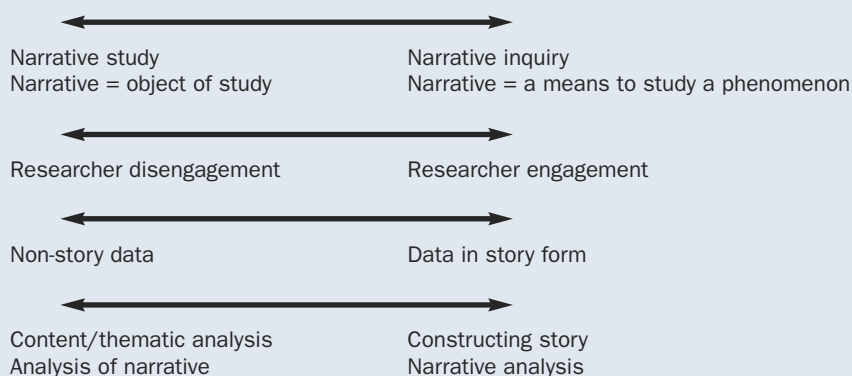 Narrative study
Narrative = object of study
Narrative inquiry
Narrative = a means to study a phenomenon
Researcher disengagement
Researcher engagement
Non-story data
Data in story form
Content/thematic analysis
Analysis of narrative
Constructing story
Narrative analysis